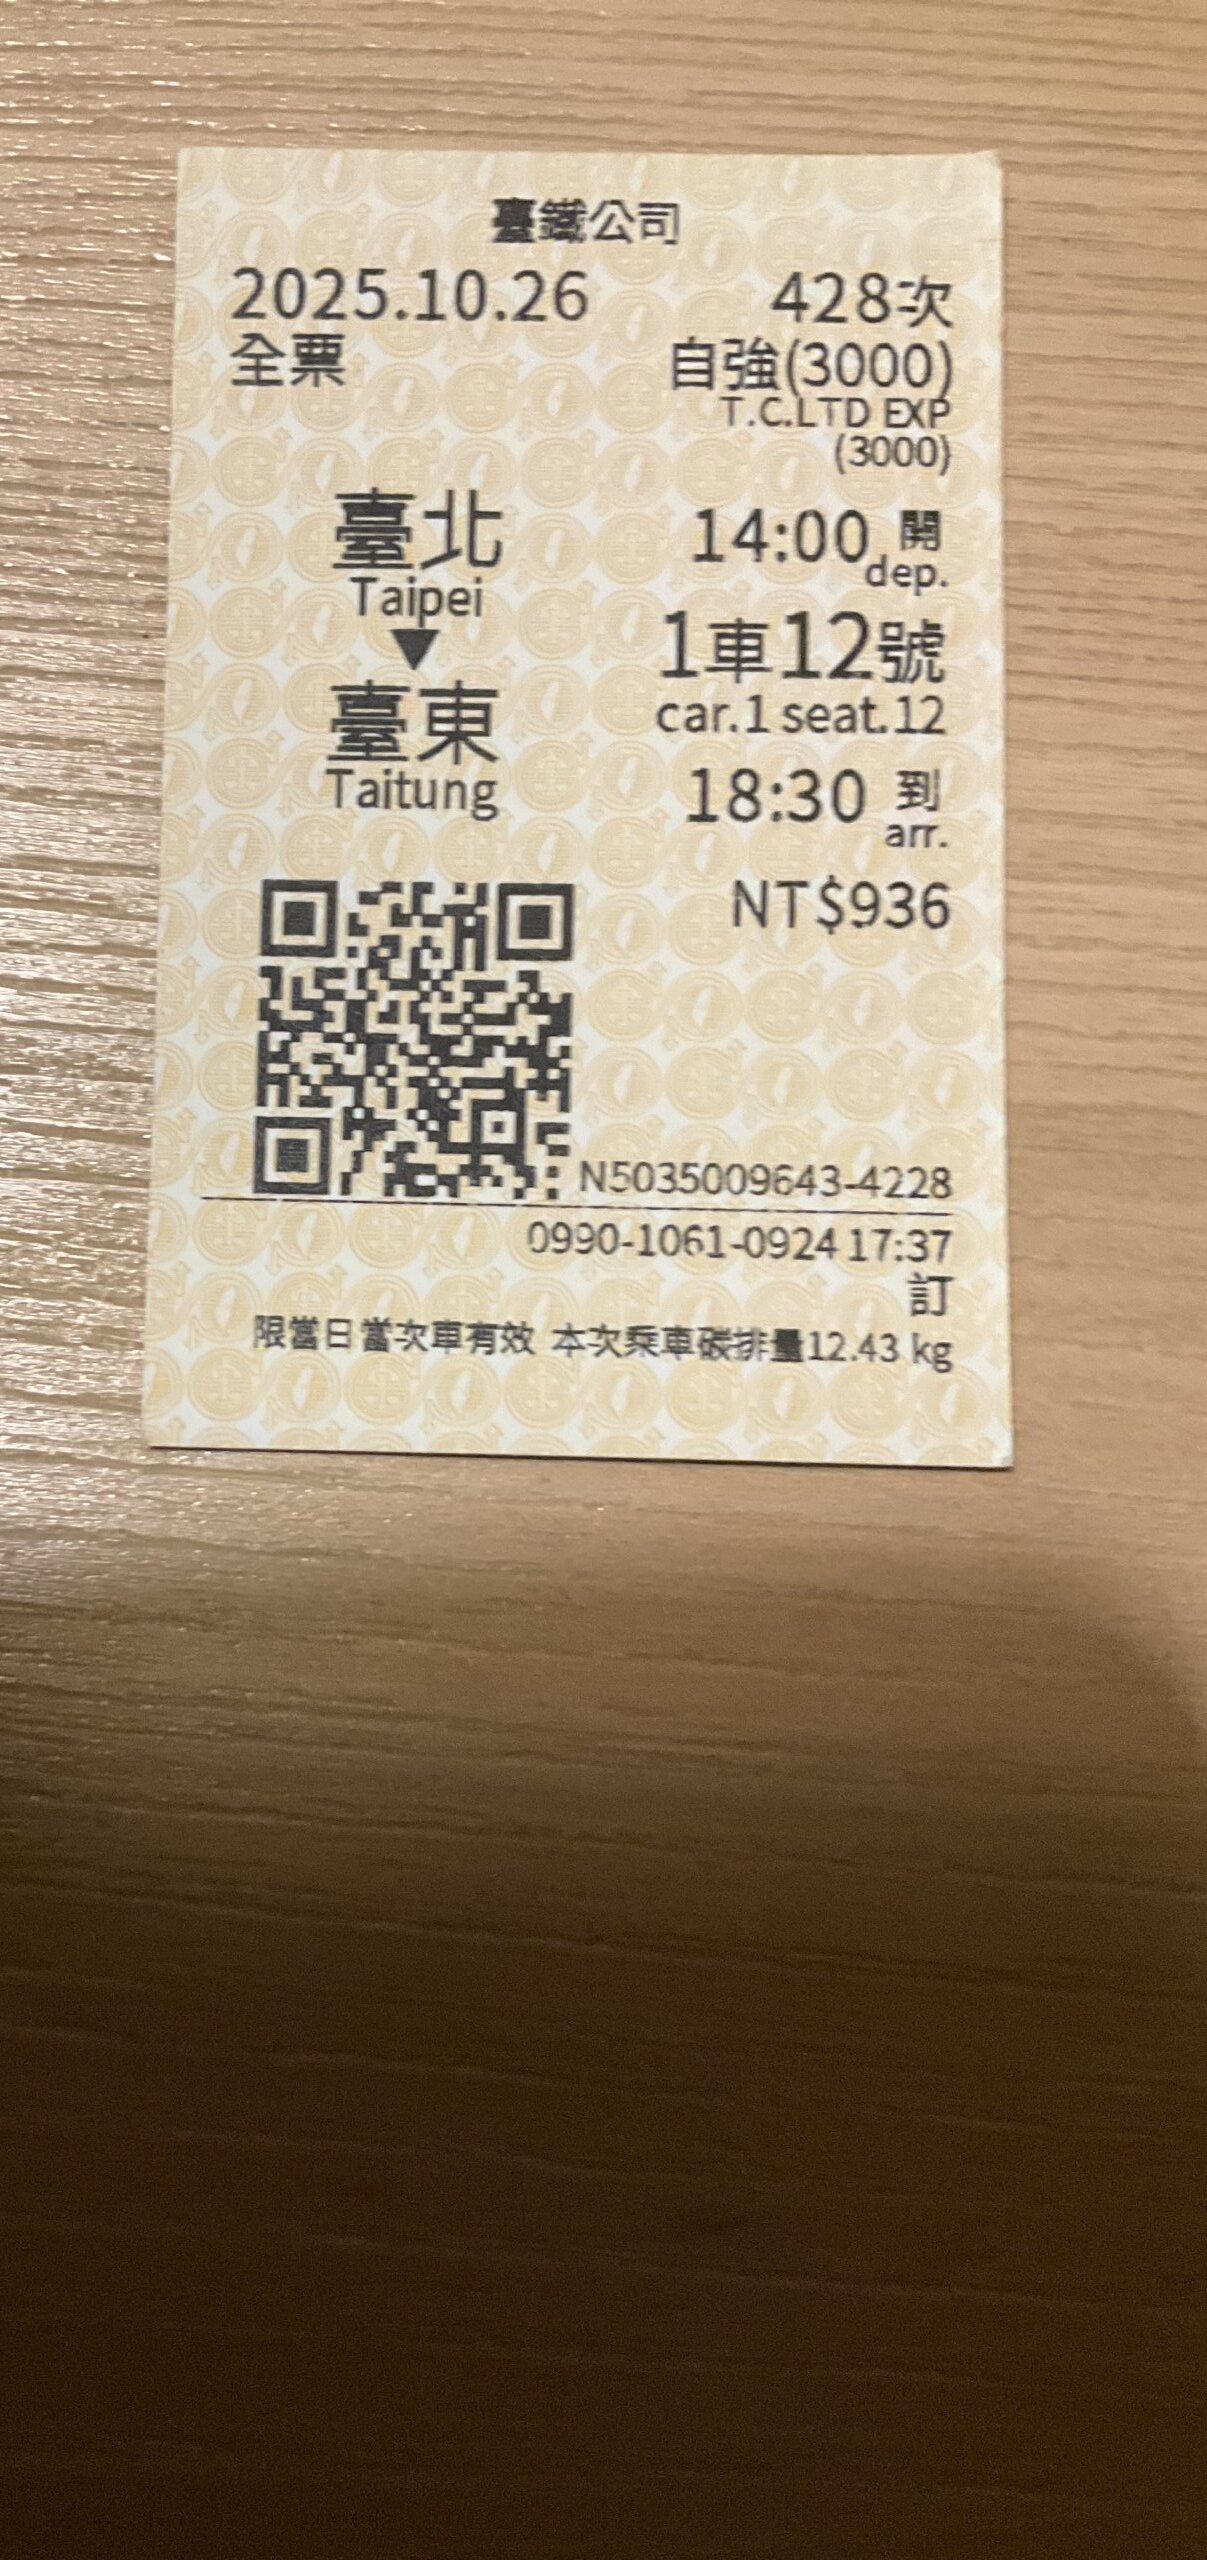 臺鐵公司
2025.10.26 428次
全票 自強(3000)
T.C.LTD EXP
(3000)
臺北 14:00 開
Taipei dep.
▼ 1車12號
臺東 car.1 seat.12
Taitung 18:30 到
arr.
NT$936
N5035009643-4228
0990-1061-0924 17:37
訂
限當日當次車有效 本次乘車碳排量12.43 kg